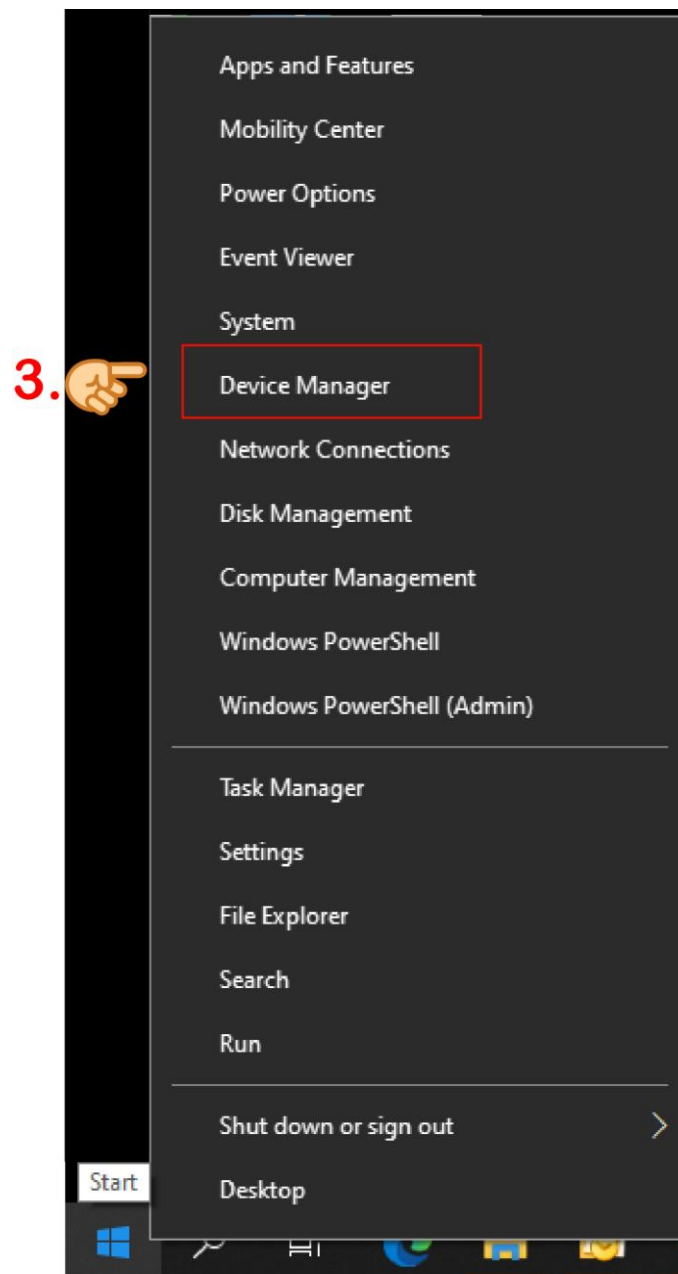 Apps and Features
Mobility Center
Power Options
Event Viewer
System
3.
Device Manager
Network Connections
Disk Management
Computer Management
Windows PowerShell
Windows PowerShell (Admin)
Task Manager
Settings
File Explorer
Search
Run
Shut down or sign out
Start
Desktop